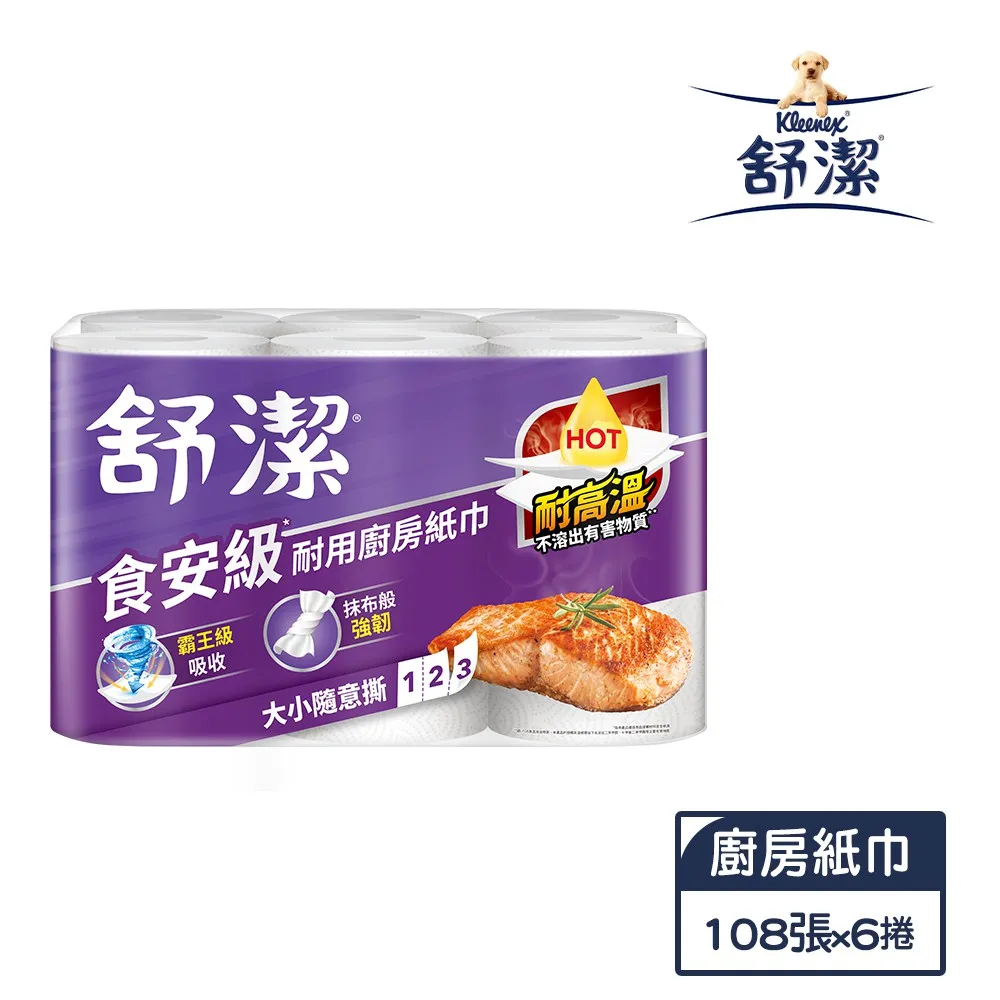 Kleenex®
舒潔®
舒潔®
食安級*耐用廚房紙巾
HOT
耐高溫
不溶出有害物質**
霸王級
吸收
抹布般
強韌
大小隨意撕
1 2 3
廚房紙巾
108張x6捲